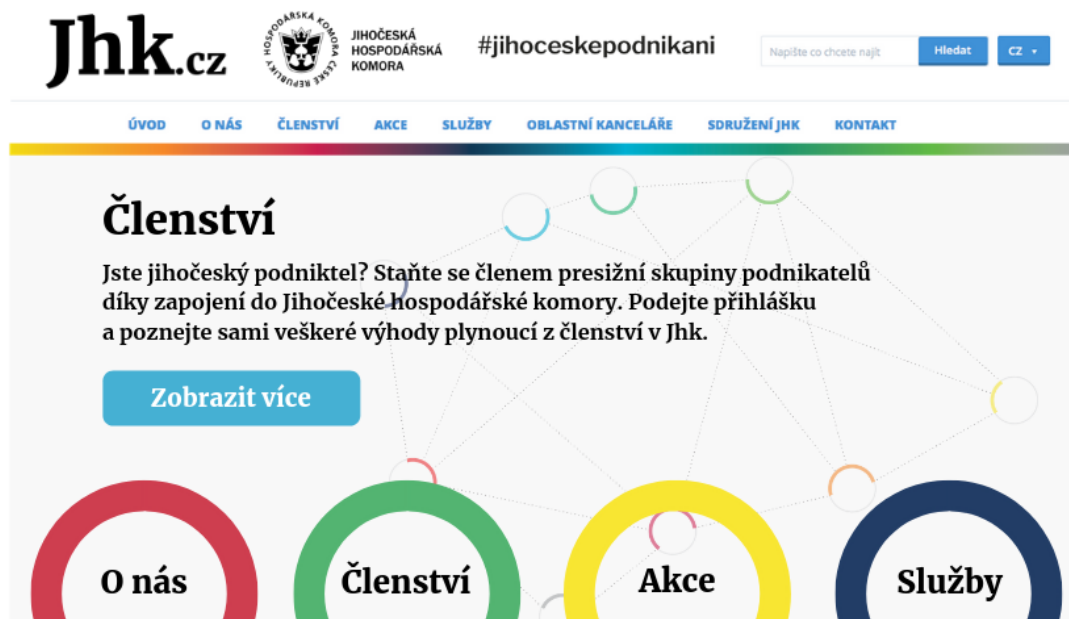 Jhk.cz
JIHOČESKÁ
HOSPODÁŘSKÁ
KOMORA
HOSPODÁŘSKÁ KOMORA ČESKÉ REPUBLIKY
#jihoceskepodnikani
Napište co chcete najít
Hledat
CZ
ÚVOD O NÁS ČLENSTVÍ AKCE SLUŽBY OBLASTNÍ KANCELÁŘE SDRUŽENÍ JHK KONTAKT
Členství
Jste jihočeský podniktel? Staňte se členem presižní skupiny podnikatelů
díky zapojení do Jihočeské hospodářské komory. Podejte přihlášku
a poznejte sami veškeré výhody plynoucí z členství v Jhk.
Zobrazit více
O nás Členství Akce Služby